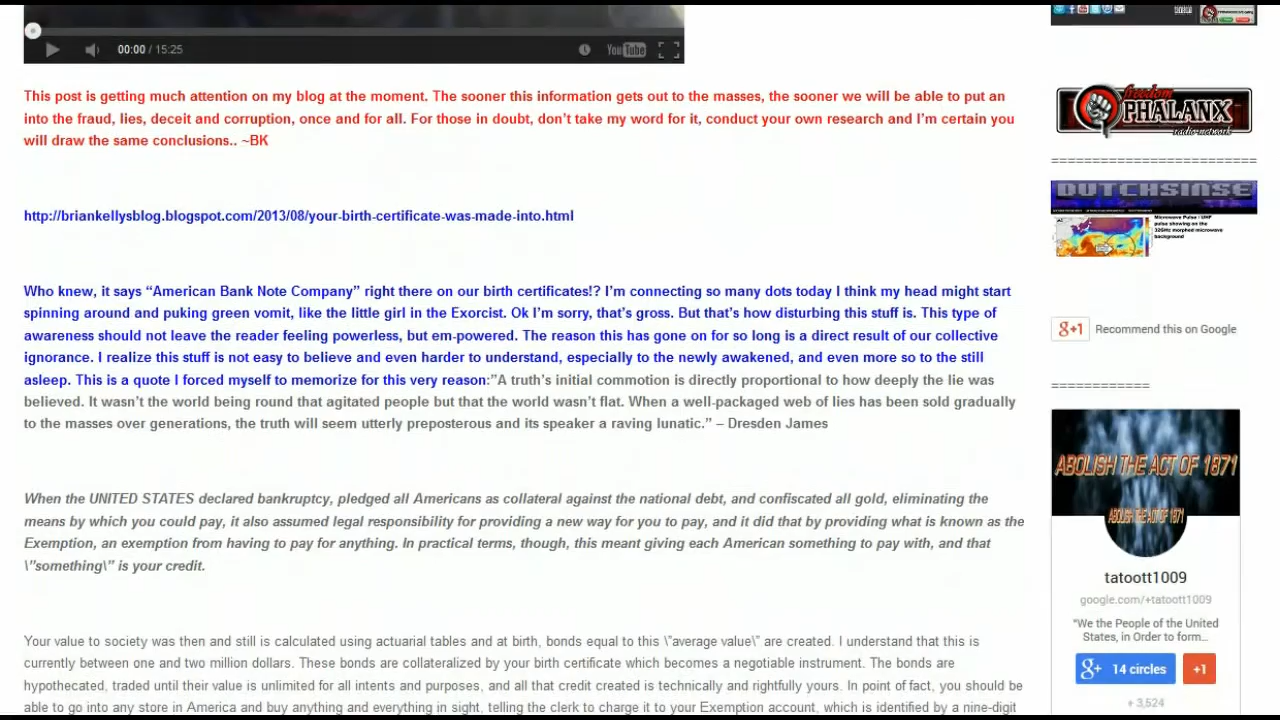 00:00 / 15:25
YouTube
This post is getting much attention on my blog at the moment. The sooner this information gets out to the masses, the sooner we will be able to put an
into the fraud, lies, deceit and corruption, once and for all. For those in doubt, don't take my word for it, conduct your own research and I'm certain you
will draw the same conclusions.. ~BK
http://briankellysblog.blogspot.com/2013/08/your-birth-certificate-was-made-into.html
Who knew, it says “American Bank Note Company” right there on our birth certificates!? I'm connecting so many dots today I think my head might start
spinning around and puking green vomit, like the little girl in the Exorcist. Ok I'm sorry, that's gross. But that's how disturbing this stuff is. This type of
awareness should not leave the reader feeling powerless, but em-powered. The reason this has gone on for so long is a direct result of our collective
ignorance. I realize this stuff is not easy to believe and even harder to understand, especially to the newly awakened, and even more so to the still
asleep. This is a quote I forced myself to memorize for this very reason:”A truth's initial commotion is directly proportional to how deeply the lie was
believed. It wasn't the world being round that agitated people but that the world wasn't flat. When a well-packaged web of lies has been sold gradually
to the masses over generations, the truth will seem utterly preposterous and its speaker a raving lunatic.” – Dresden James
When the UNITED STATES declared bankruptcy, pledged all Americans as collateral against the national debt, and confiscated all gold, eliminating the
means by which you could pay, it also assumed legal responsibility for providing a new way for you to pay, and it did that by providing what is known as the
Exemption, an exemption from having to pay for anything. In practical terms, though, this meant giving each American something to pay with, and that
\"something\" is your credit.
Your value to society was then and still is calculated using actuarial tables and at birth, bonds equal to this \"average value\" are created. I understand that this is
currently between one and two million dollars. These bonds are collateralized by your birth certificate which becomes a negotiable instrument. The bonds are
hypothecated, traded until their value is unlimited for all intents and purposes, and all that credit created is technically and rightfully yours. In point of fact, you should be
able to go into any store in America and buy anything and everything in sight, telling the clerk to charge it to your Exemption account, which is identified by a nine-digit
freedom
PHALANX
radio network
=========================
DUTCHSINSE
Microwave Pulse / UHF
pulse showing on the
32GHz morphed microwave
background
g+1 Recommend this on Google
============
ABOLISH THE ACT OF 1871
ABOLISH THE ACT OF 1871
tatoott1009
google.com/+tatoott1009
"We the People of the United
States, in Order to form...
g+ 14 circles +1
+ 3,524